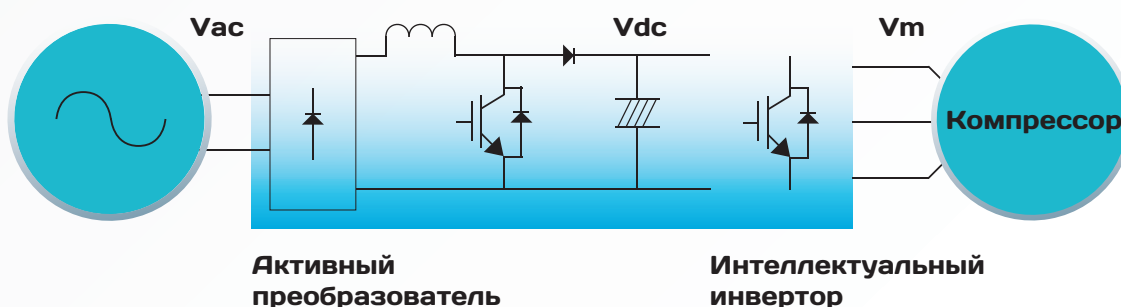 Vac
Vdc
Vm
Компрессор
Активный
преобразователь
Интеллектуальный
инвертор